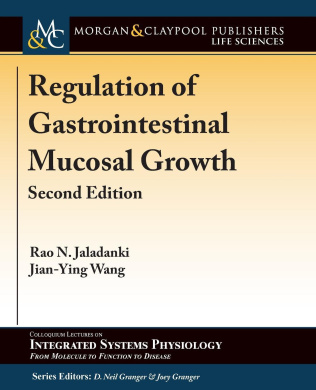 M&C
MORGAN & CLAYPOOL PUBLISHERS
LIFE SCIENCES
Regulation of
Gastrointestinal
Mucosal Growth
Second Edition
Rao N. Jaladanki
Jian-Ying Wang
COLLOQUIUM LECTURES ON
INTEGRATED SYSTEMS PHYSIOLOGY
FROM MOLECULE TO FUNCTION TO DISEASE
Series Editors: D. Neil Granger & Joey Granger